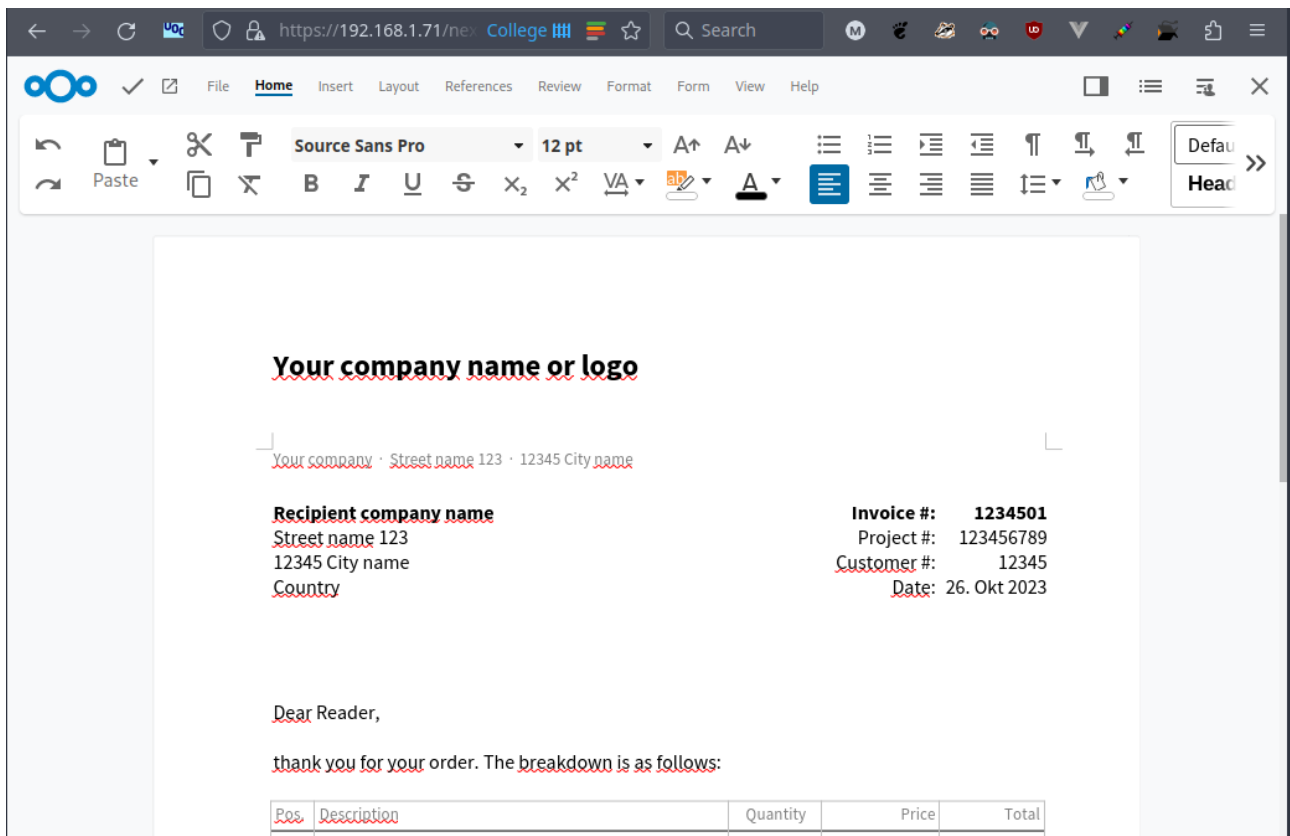 https://192.168.1.71/nex College Search
File Home Insert Layout References Review Format Form View Help
Source Sans Pro 12 pt
Paste
Defau
Head
Your company name or logo
Your company · Street name 123 · 12345 City name
Recipient company name Invoice #: 1234501
Street name 123 Project #: 123456789
12345 City name Customer #: 12345
Country Date: 26. Okt 2023
Dear Reader,
thank you for your order. The breakdown is as follows:
Pos. Description Quantity Price Total